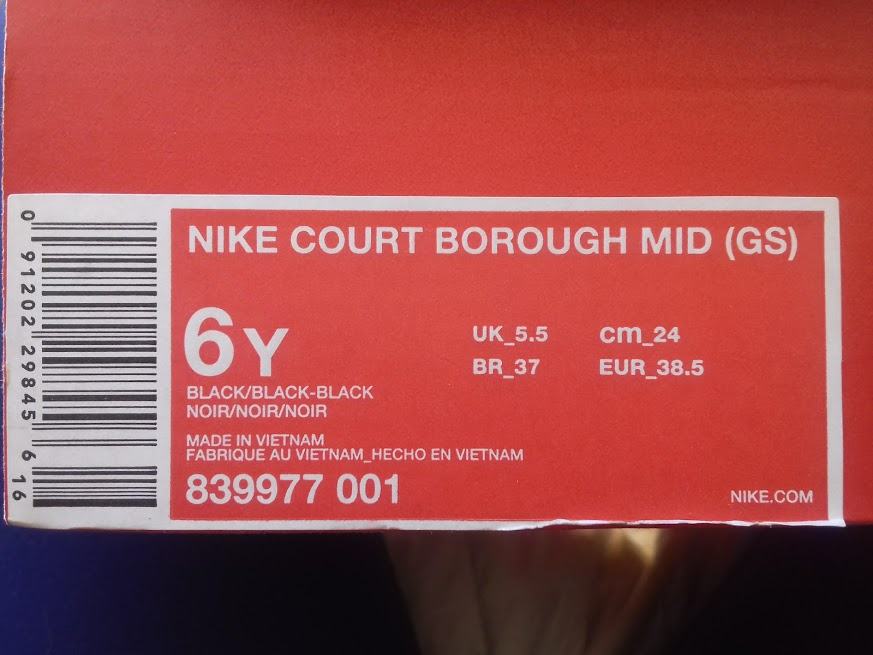 NIKE COURT BOROUGH MID (GS)
6Y
UK_5.5 cm_24
BR_37 EUR_38.5
BLACK/BLACK-BLACK
NOIR/NOIR/NOIR
MADE IN VIETNAM
FABRIQUE AU VIETNAM_HECHO EN VIETNAM
839977 001
NIKE.COM
0 91202 29845 6 16